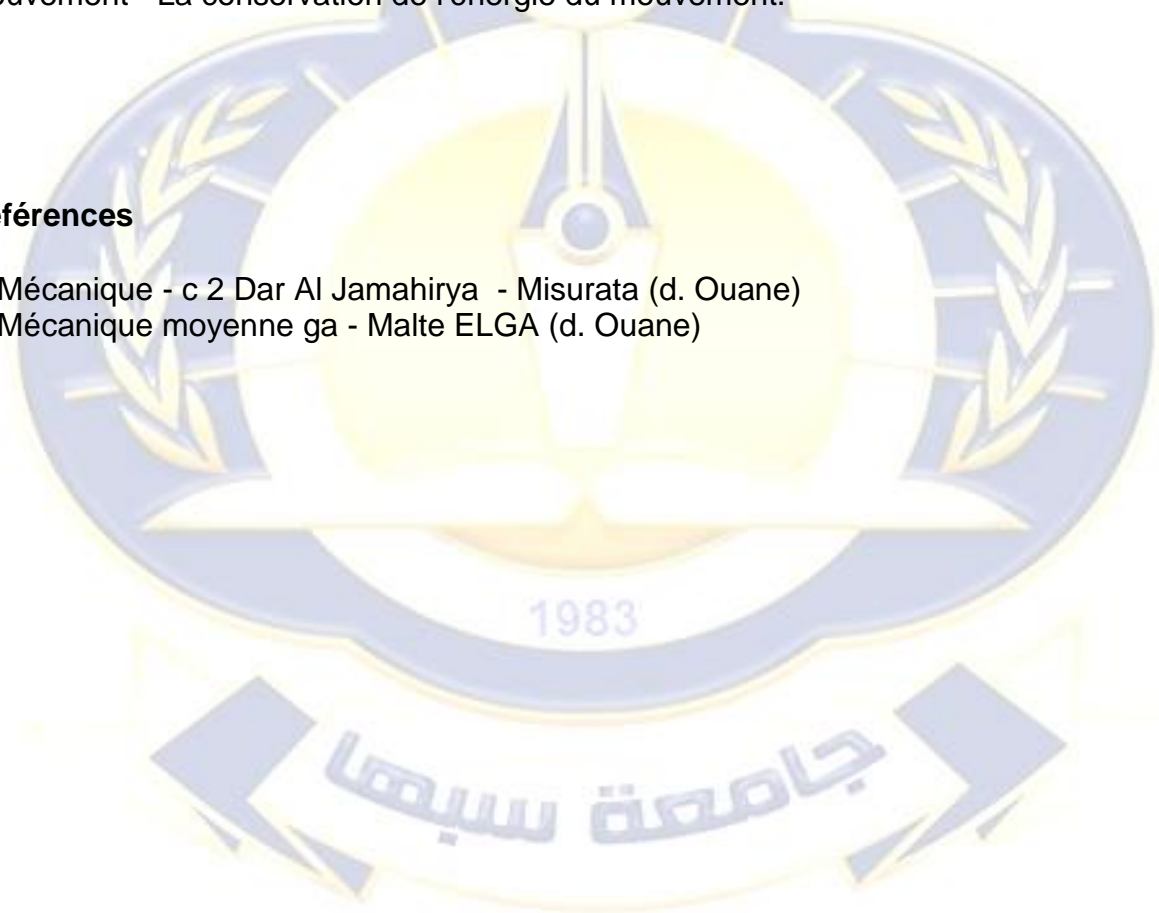 ouvement - La conservation de l'énergie du mouvement.
éférences
Mécanique - c 2 Dar Al Jamahirya - Misurata (d. Ouane)
Mécanique moyenne ga - Malte ELGA (d. Ouane)
1983
جامعة سبها